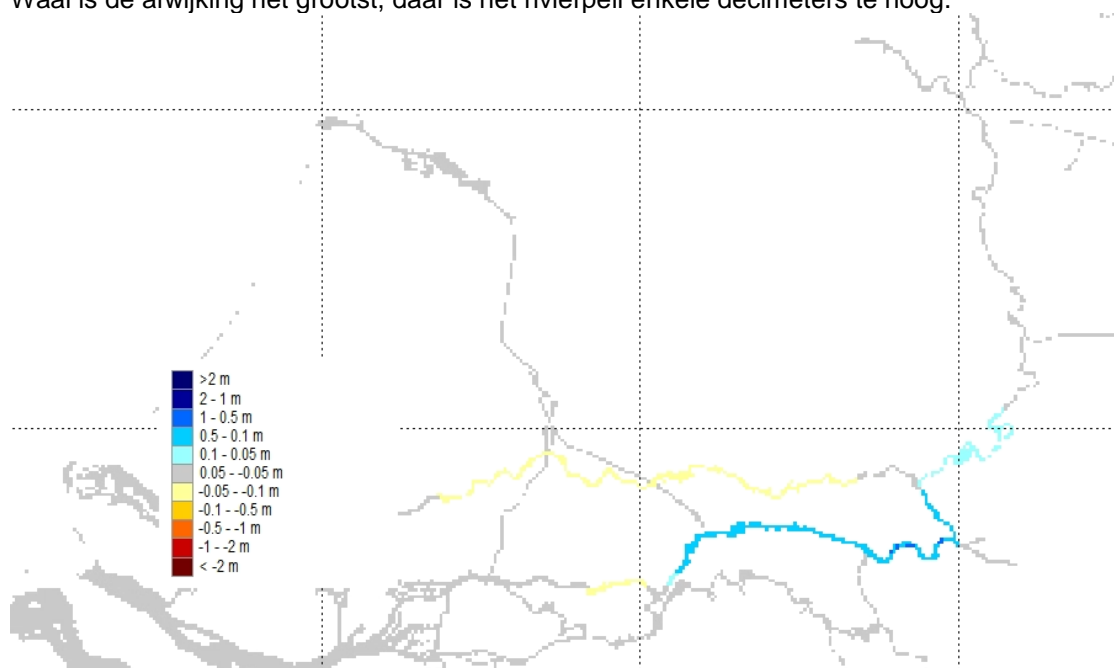 Waal is de afwijking het grootst, daar is het rivierpeil enkele decimeters te hoog.
>2 m
2 - 1 m
1 - 0.5 m
0.5 - 0.1 m
0.1 - 0.05 m
0.05 - -0.05 m
-0.05 - -0.1 m
-0.1 - -0.5 m
-0.5 - -1 m
-1 - -2 m
< -2 m